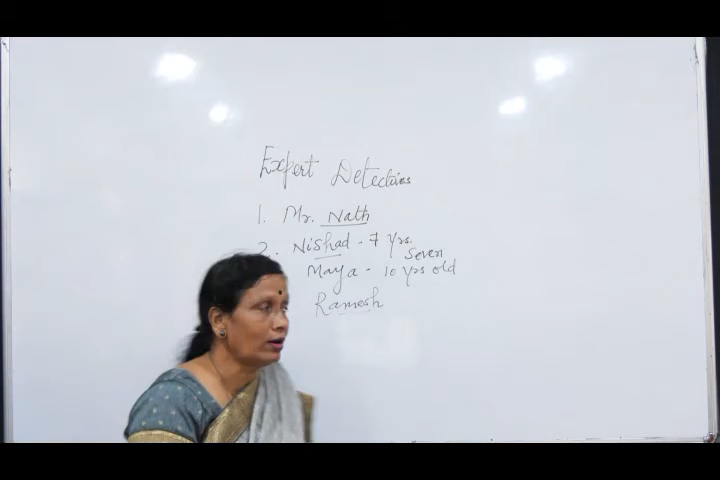 Expert Detectives
1. Mr. Nath
2. Nishad - 7 yrs.
Seven
Maya - 10 yrs old
Ramesh